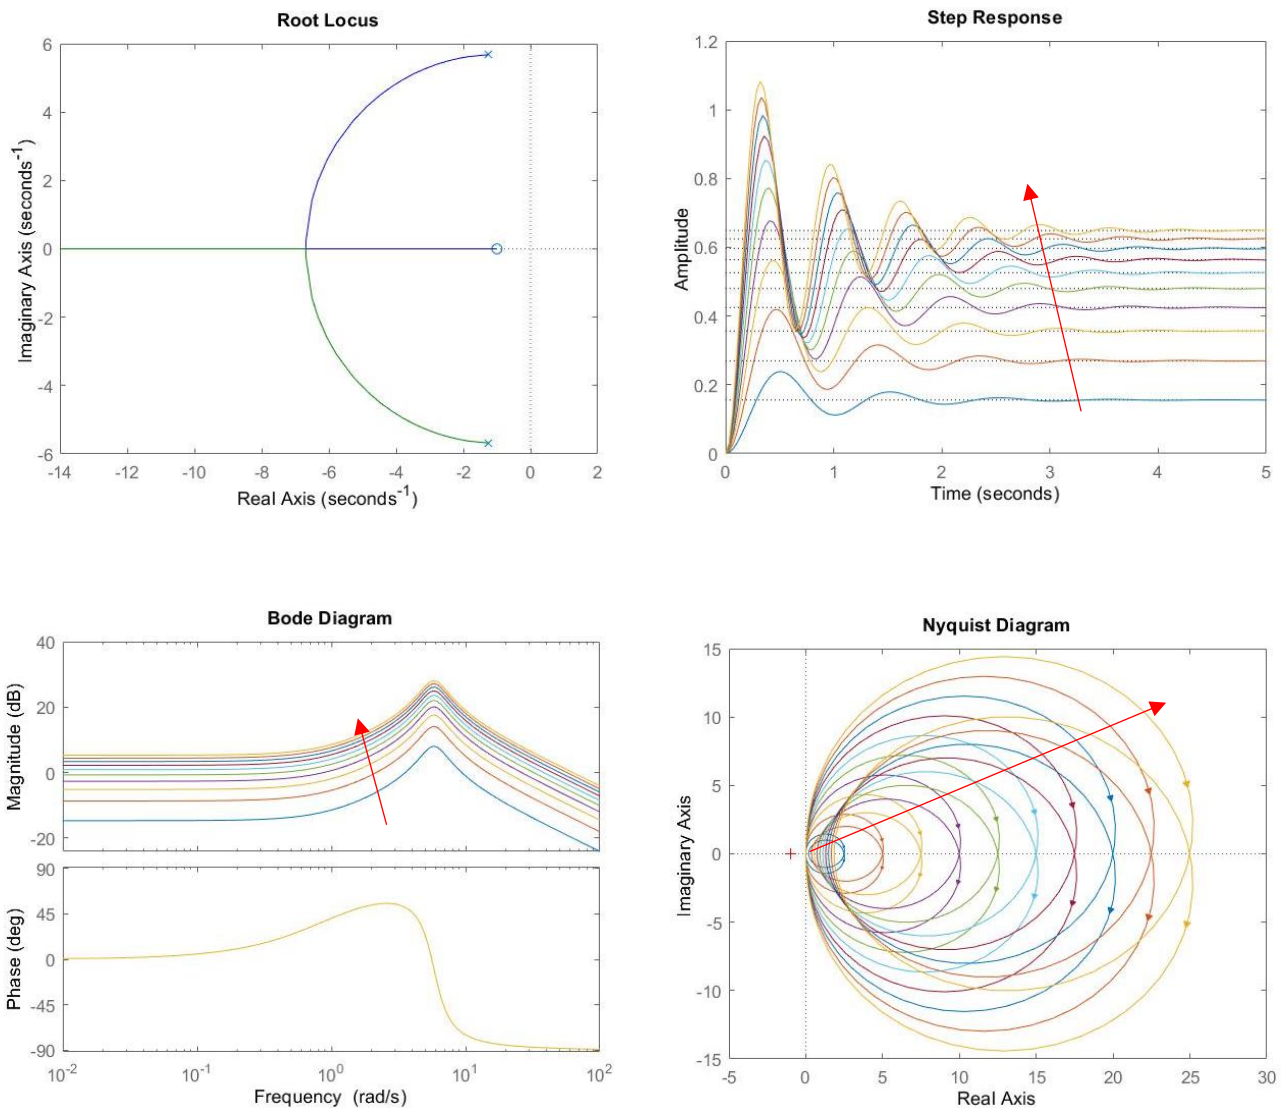 Root Locus
6
4
2
0
-2
-4
-6
-14 -12 -10 -8 -6 -4 -2 0 2
Real Axis (seconds-1)
Imaginary Axis (seconds-1)
Step Response
1.2
1
0.8
0.6
0.4
0.2
0
0 1 2 3 4 5
Time (seconds)
Amplitude
Bode Diagram
40
20
0
-20
Magnitude (dB)
90
45
0
-45
-90
Phase (deg)
10-2 10-1 100 101 102
Frequency (rad/s)
Nyquist Diagram
15
10
5
0
-5
-10
-15
-5 0 5 10 15 20 25 30
Real Axis
Imaginary Axis